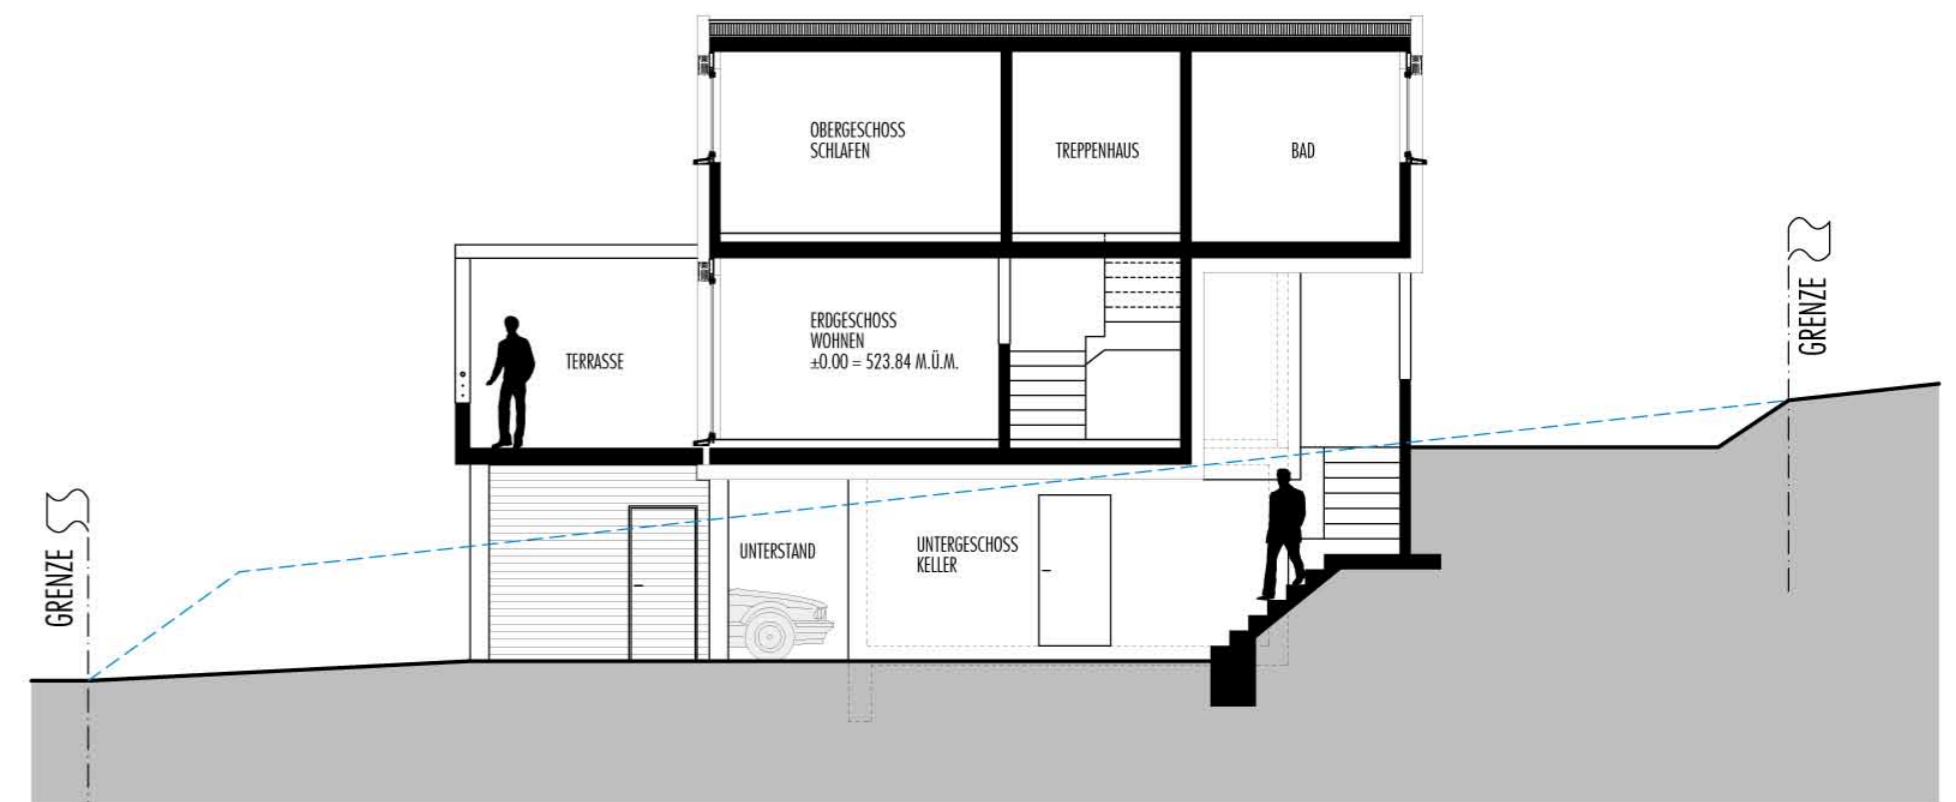 OBERGESCHOSS
SCHLAFEN
TREPPENHAUS
BAD
GRENZE
ERDGESCHOSS
WOHNEN
±0.00 = 523.84 M.Ü.M.
TERRASSE
GRENZE
UNTERSTAND
UNTERGESCHOSS
KELLER